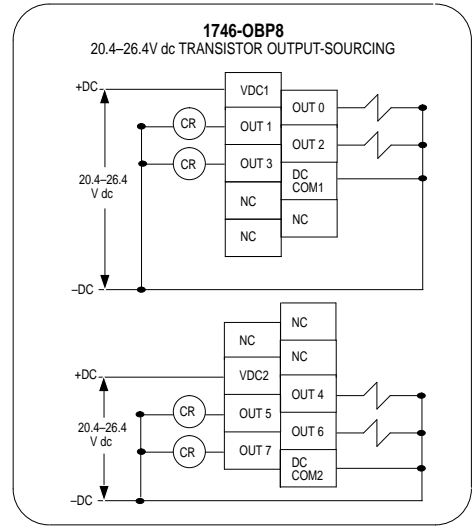 1746-OBP8
20.4–26.4V dc TRANSISTOR OUTPUT-SOURCING
+DC
VDC1
OUT 0
CR
OUT 1
OUT 2
CR
OUT 3
DC
COM1
20.4–26.4
V dc
NC
NC
NC
–DC
NC
NC
NC
+DC
VDC2
OUT 4
CR
OUT 5
20.4–26.4
V dc
OUT 6
CR
OUT 7
DC
COM2
–DC